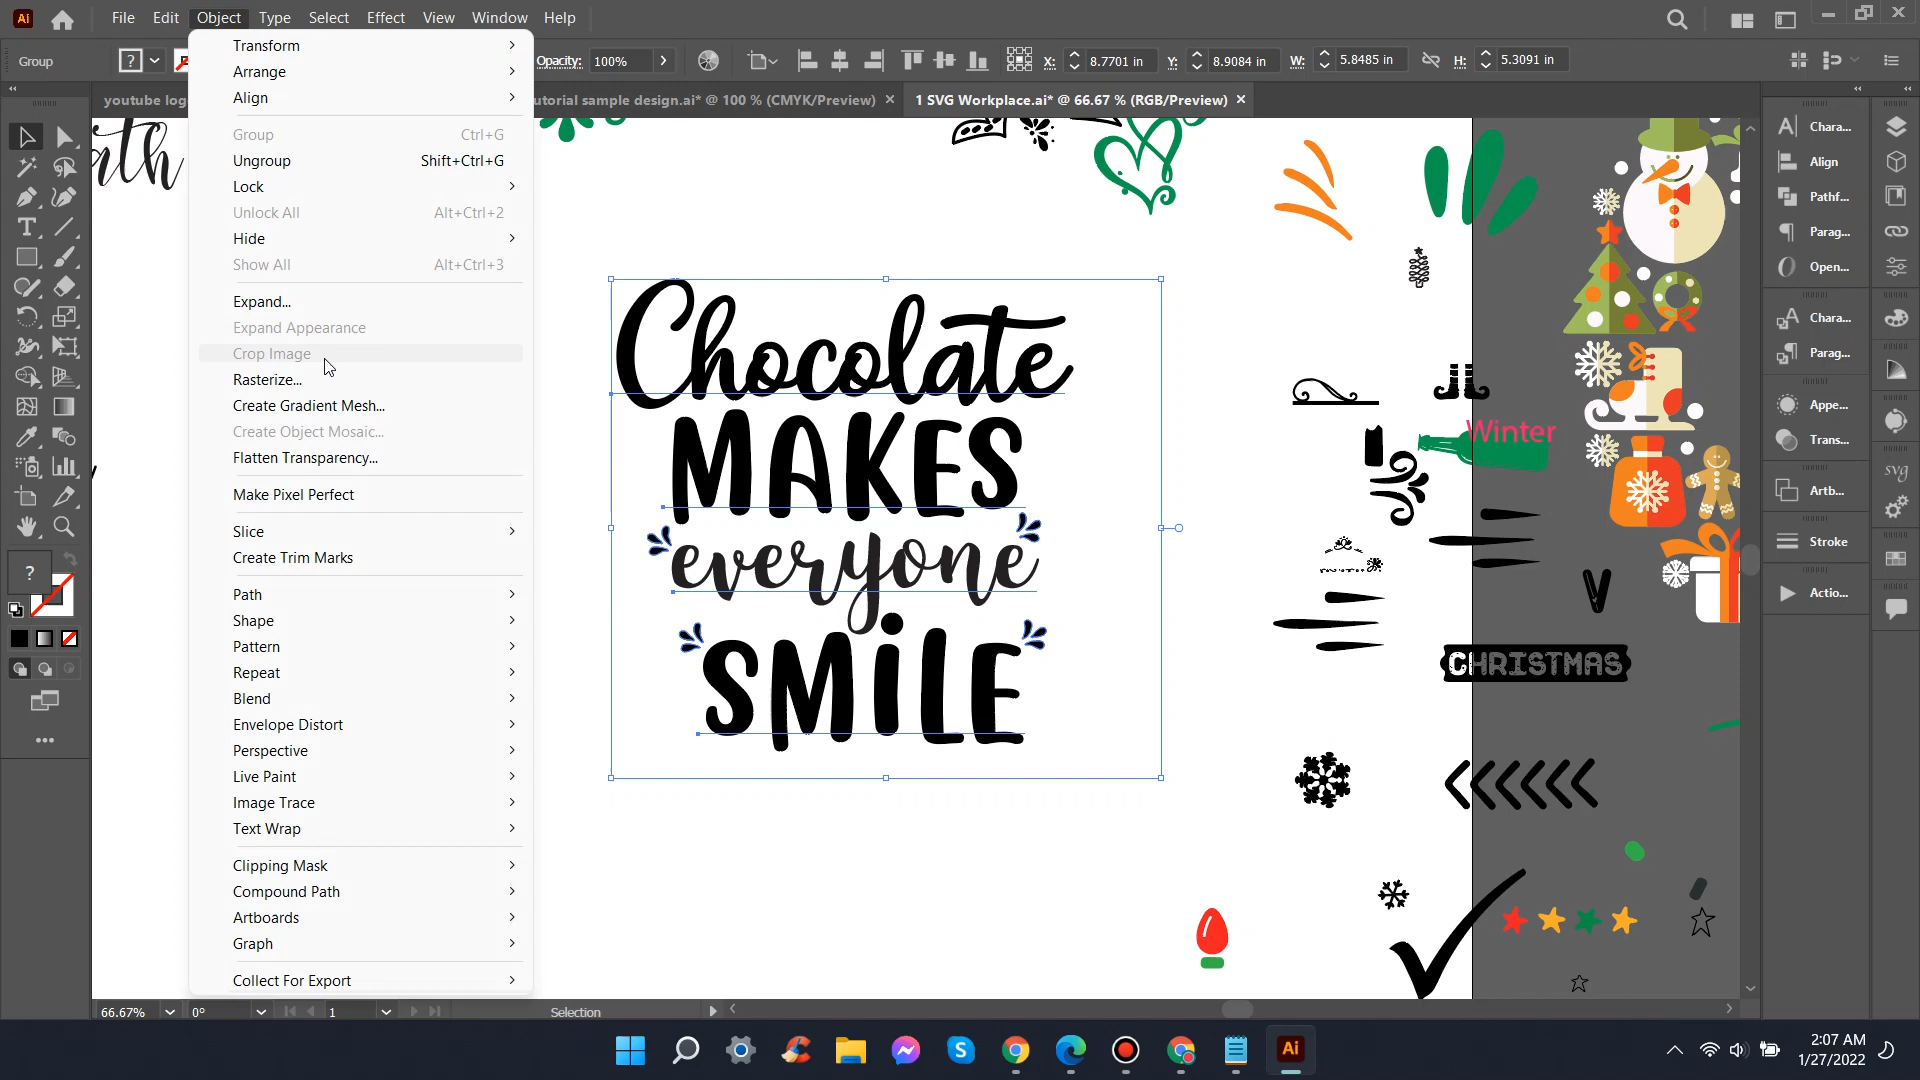 Ai File Edit Object Type Select Effect View Window Help
Group ? Opacity: 100% X: 8.7701 in Y: 8.9084 in W: 5.8485 in H: 5.3091 in
youtube log utorial sample design.ai* @ 100 % (CMYK/Preview) × 1 SVG Workplace.ai* @ 66.67 % (RGB/Preview) ×
Transform
Arrange
Align
Group Ctrl+G
Ungroup Shift+Ctrl+G
Lock
Unlock All Alt+Ctrl+2
Hide
Show All Alt+Ctrl+3
Expand...
Expand Appearance
Crop Image
Rasterize...
Create Gradient Mesh...
Create Object Mosaic...
Flatten Transparency...
Make Pixel Perfect
Slice
Create Trim Marks
Path
Shape
Pattern
Repeat
Blend
Envelope Distort
Perspective
Live Paint
Image Trace
Text Wrap
Clipping Mask
Compound Path
Artboards
Graph
Collect For Export
ath
Chocolate
MAKES
everyone
SMiLE
Winter
CHRISTMAS
Chara...
Align
Pathf...
Parag...
Open...
Chara...
Parag...
Appe...
Trans...
Artb...
Stroke
Actio...
svg
?
66.67% 0° 1 Selection
S Ai
2:07 AM
1/27/2022